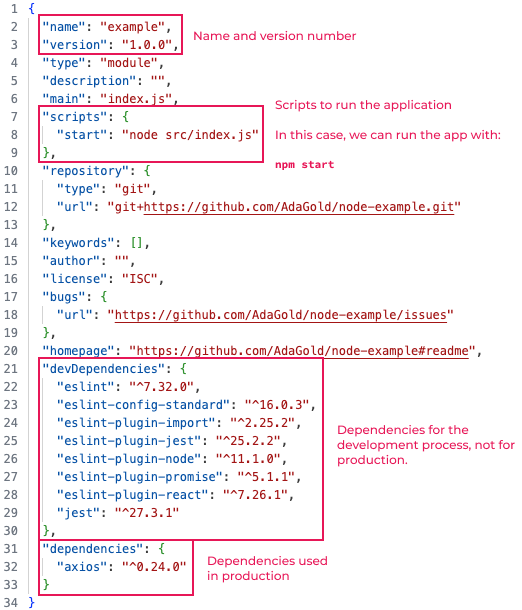 1 {
2 "name": "example",
3 "version": "1.0.0",
Name and version number
4 "type": "module",
5 "description": "",
6 "main": "index.js",
7 "scripts": {
8 "start": "node src/index.js"
9 },
Scripts to run the application
In this case, we can run the app with:
npm start
10 "repository": {
11 "type": "git",
12 "url": "git+https://github.com/AdaGold/node-example.git"
13 },
14 "keywords": [],
15 "author": "",
16 "license": "ISC",
17 "bugs": {
18 "url": "https://github.com/AdaGold/node-example/issues"
19 },
20 "homepage": "https://github.com/AdaGold/node-example#readme",
21 "devDependencies": {
22 "eslint": "^7.32.0",
23 "eslint-config-standard": "^16.0.3",
24 "eslint-plugin-import": "^2.25.2",
25 "eslint-plugin-jest": "^25.2.2",
26 "eslint-plugin-node": "^11.1.0",
27 "eslint-plugin-promise": "^5.1.1",
28 "eslint-plugin-react": "^7.26.1",
29 "jest": "^27.3.1"
30 },
Dependencies for the
development process, not for
production.
31 "dependencies": {
32 "axios": "^0.24.0"
33 }
Dependencies used
in production
34 }